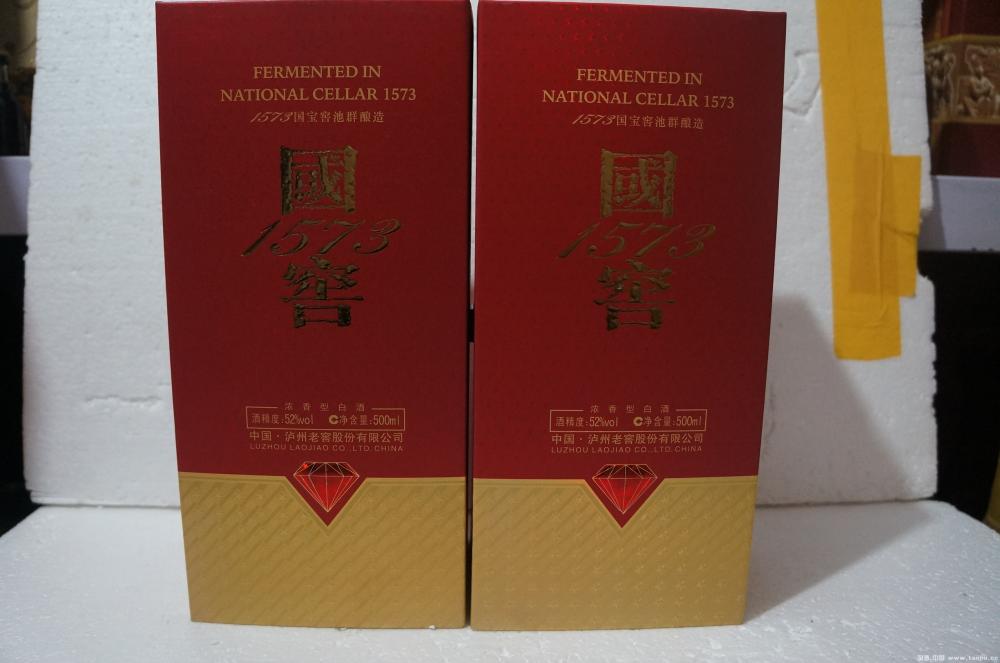 FERMENTED IN
NATIONAL CELLAR 1573
1573国宝窖池群酿造
國
1573
窖
浓香型白酒
酒精度:52%vol C净含量:500ml
中国·泸州老窖股份有限公司
LUZHOU LAOJIAO CO.,LTD.CHINA
FERMENTED IN
NATIONAL CELLAR 1573
1573国宝窖池群酿造
國
1573
窖
浓香型白酒
酒精度:52%vol C净含量:500ml
中国·泸州老窖股份有限公司
LUZHOU LAOJIAO CO.,LTD.CHINA